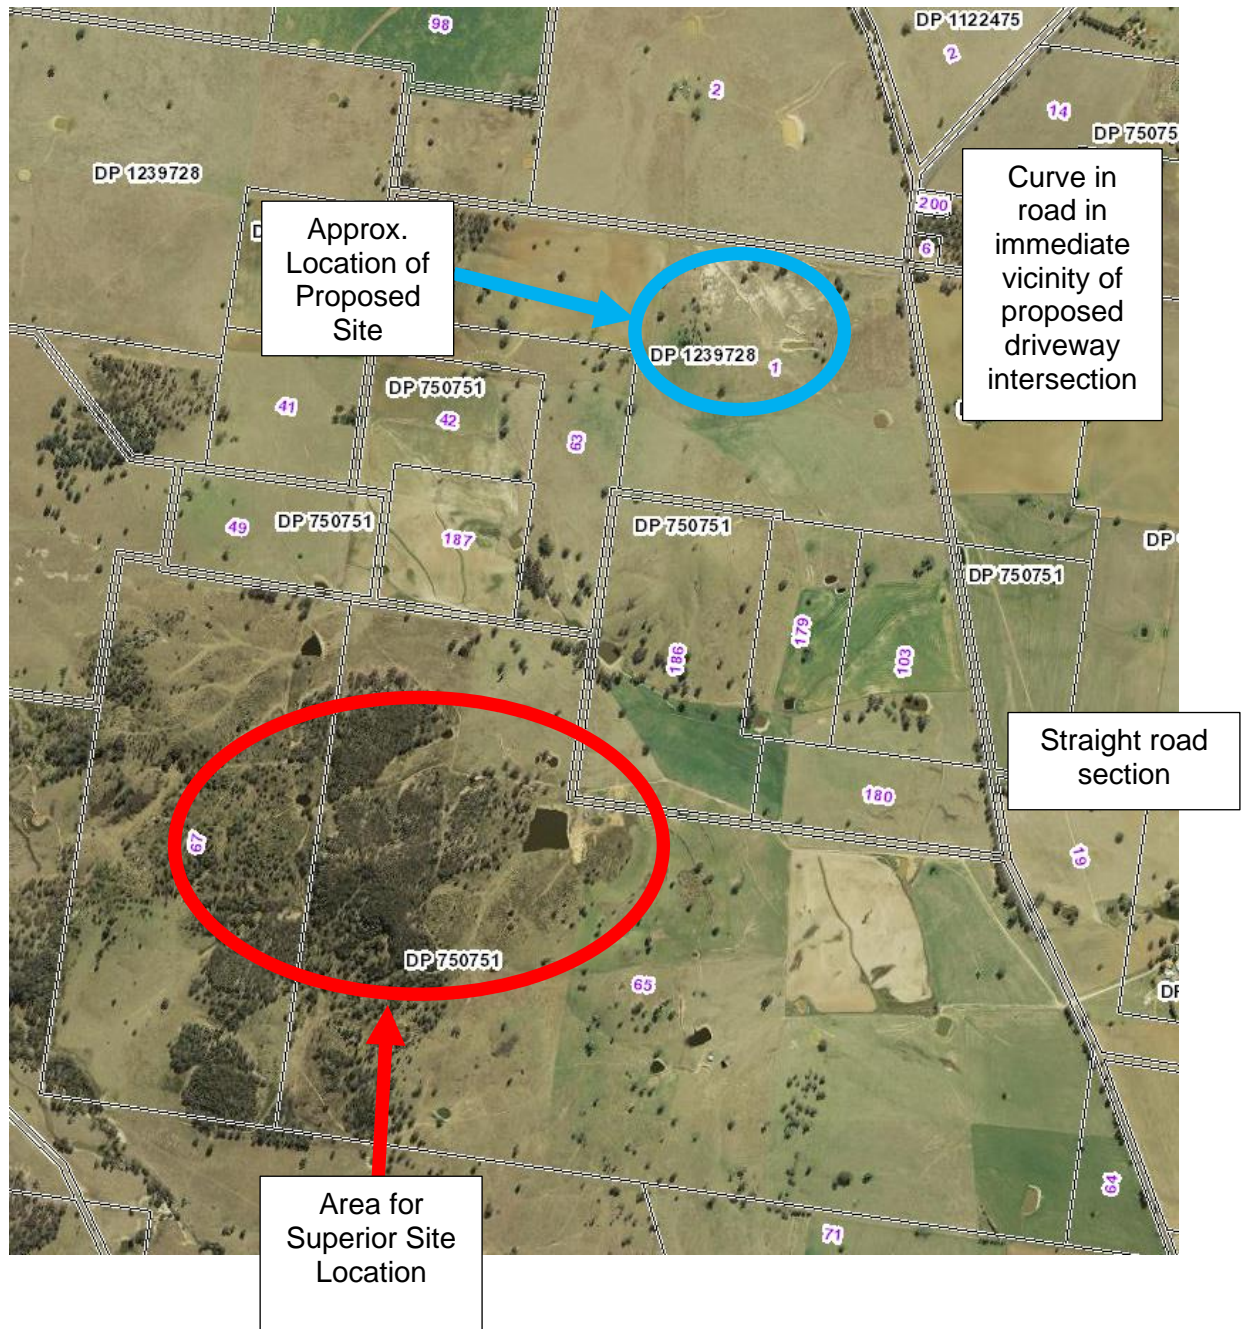 98
DP 1122475
2
2
14
DP 75075
DP 1239728
200
6
Approx.
Location of
Proposed
Site
Curve in
road in
immediate
vicinity of
proposed
driveway
intersection
DP 1239728
1
DP 750751
41
42
63
49
DP 750751
187
DP 750751
DP
DP 750751
179
103
186
Straight road
section
180
67
19
DP 750751
65
64
Area for
Superior Site
Location
71